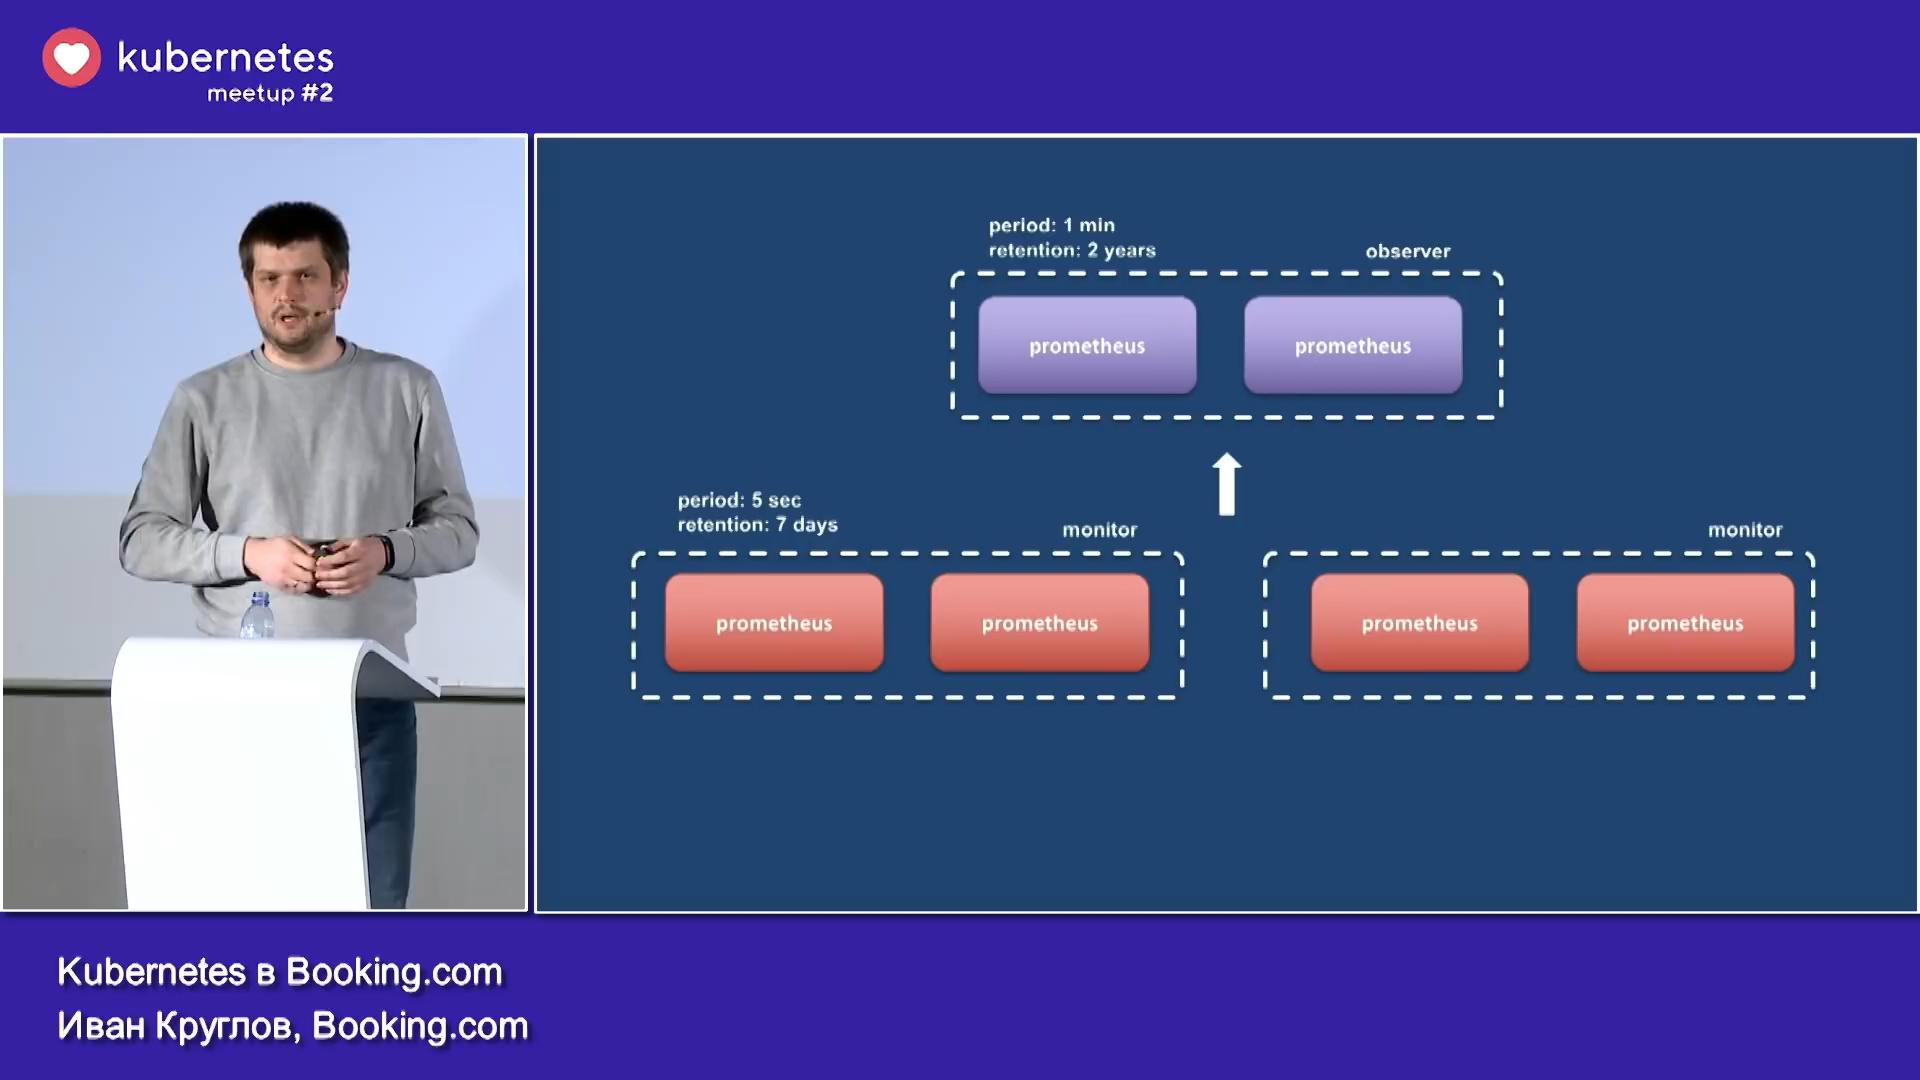 kubernetes
meetup #2
period: 1 min
retention: 2 years
observer
prometheus
prometheus
period: 5 sec
retention: 7 days
monitor
monitor
prometheus
prometheus
prometheus
prometheus
Kubernetes в Booking.com
Иван Круглов, Booking.com